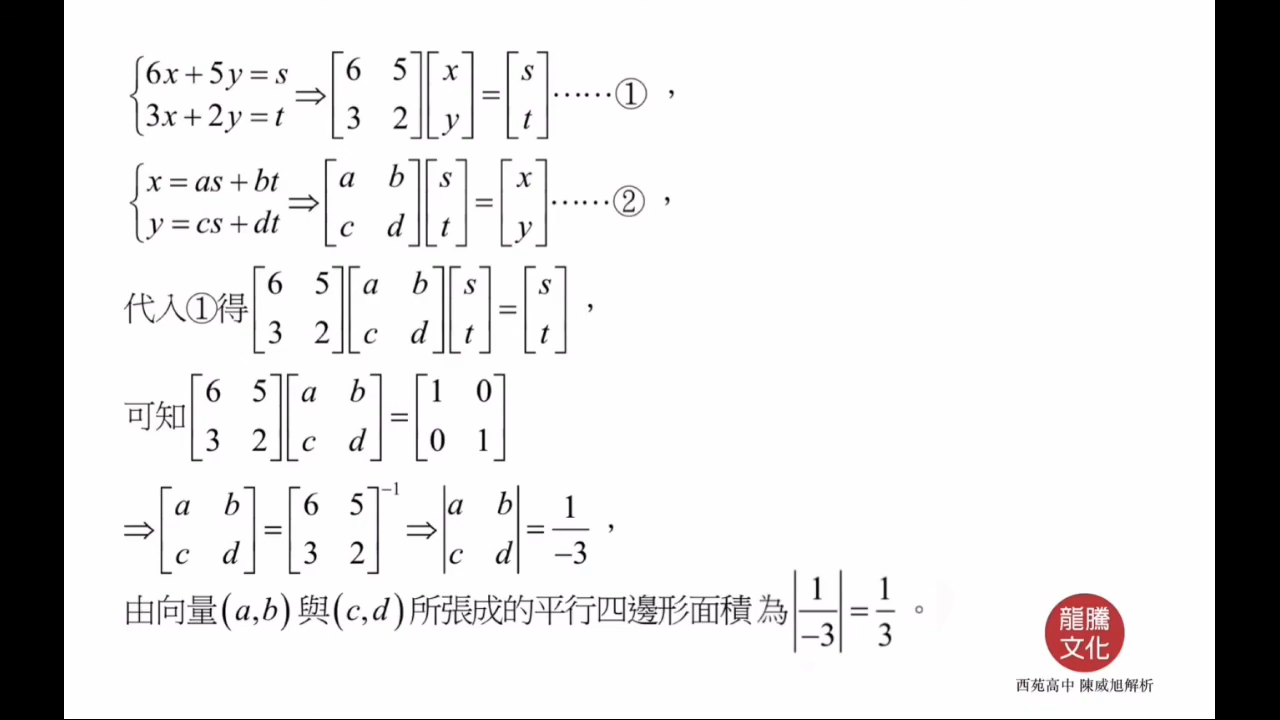 {6x+5y=s 3x+2y=t ⇒ [6 5; 3 2][x; y]=[s; t]……① ，
{x=as+bt y=cs+dt ⇒ [a b; c d][s; t]=[x; y]……② ，
代入①得[6 5; 3 2][a b; c d][s; t]=[s; t] ，
可知[6 5; 3 2][a b; c d]=[1 0; 0 1]
⇒[a b; c d]=[6 5; 3 2]⁻¹⇒|a b; c d|=1/−3 ，
由向量(a,b)與(c,d)所張成的平行四邊形面積為|1/−3|=1/3 。
龍騰
文化
西苑高中 陳威旭解析